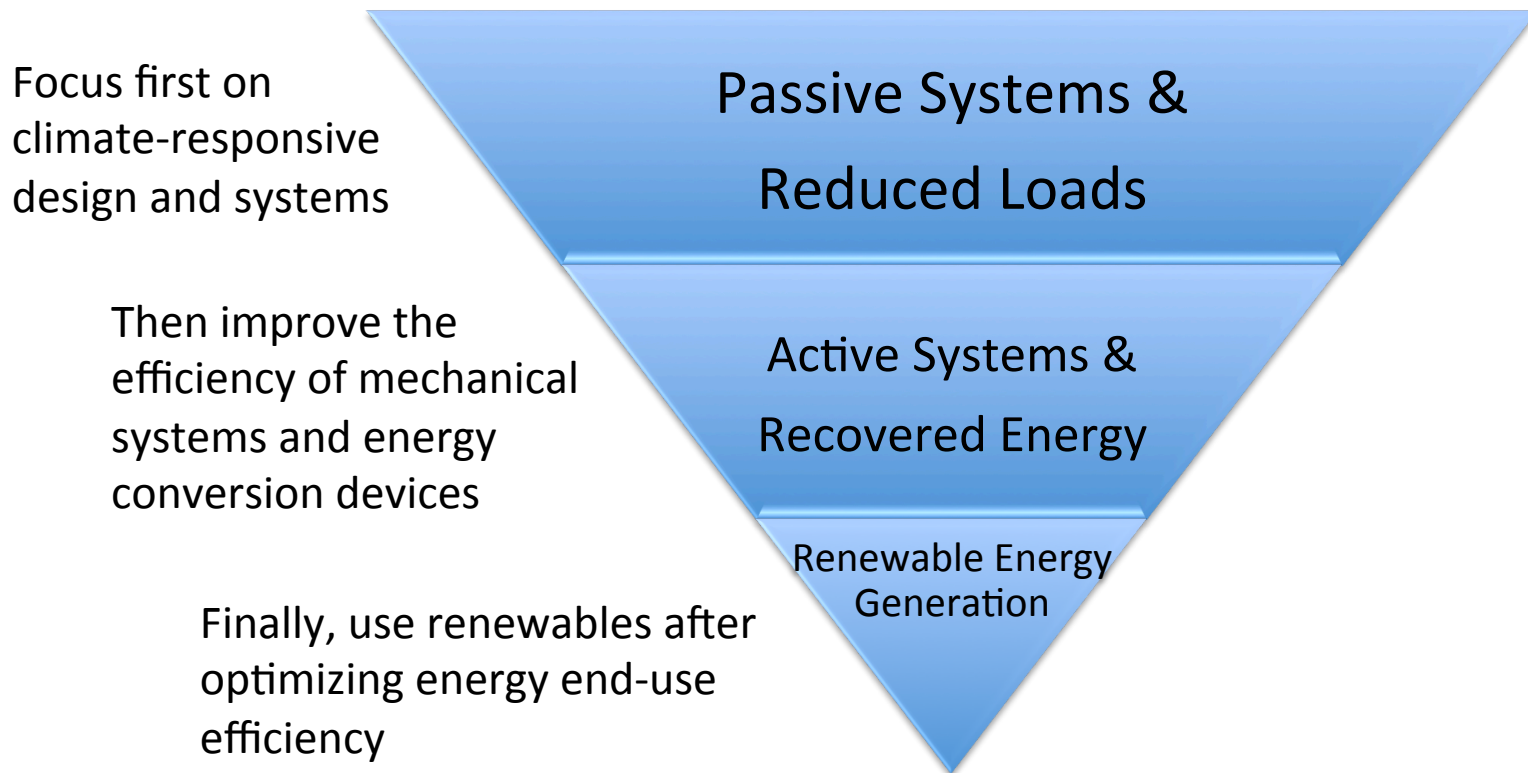 Focus first on
climate-responsive
design and systems
Passive Systems &
Reduced Loads
Then improve the
efficiency of mechanical
systems and energy
conversion devices
Active Systems &
Recovered Energy
Finally, use renewables after
optimizing energy end-use
efficiency
Renewable Energy
Generation